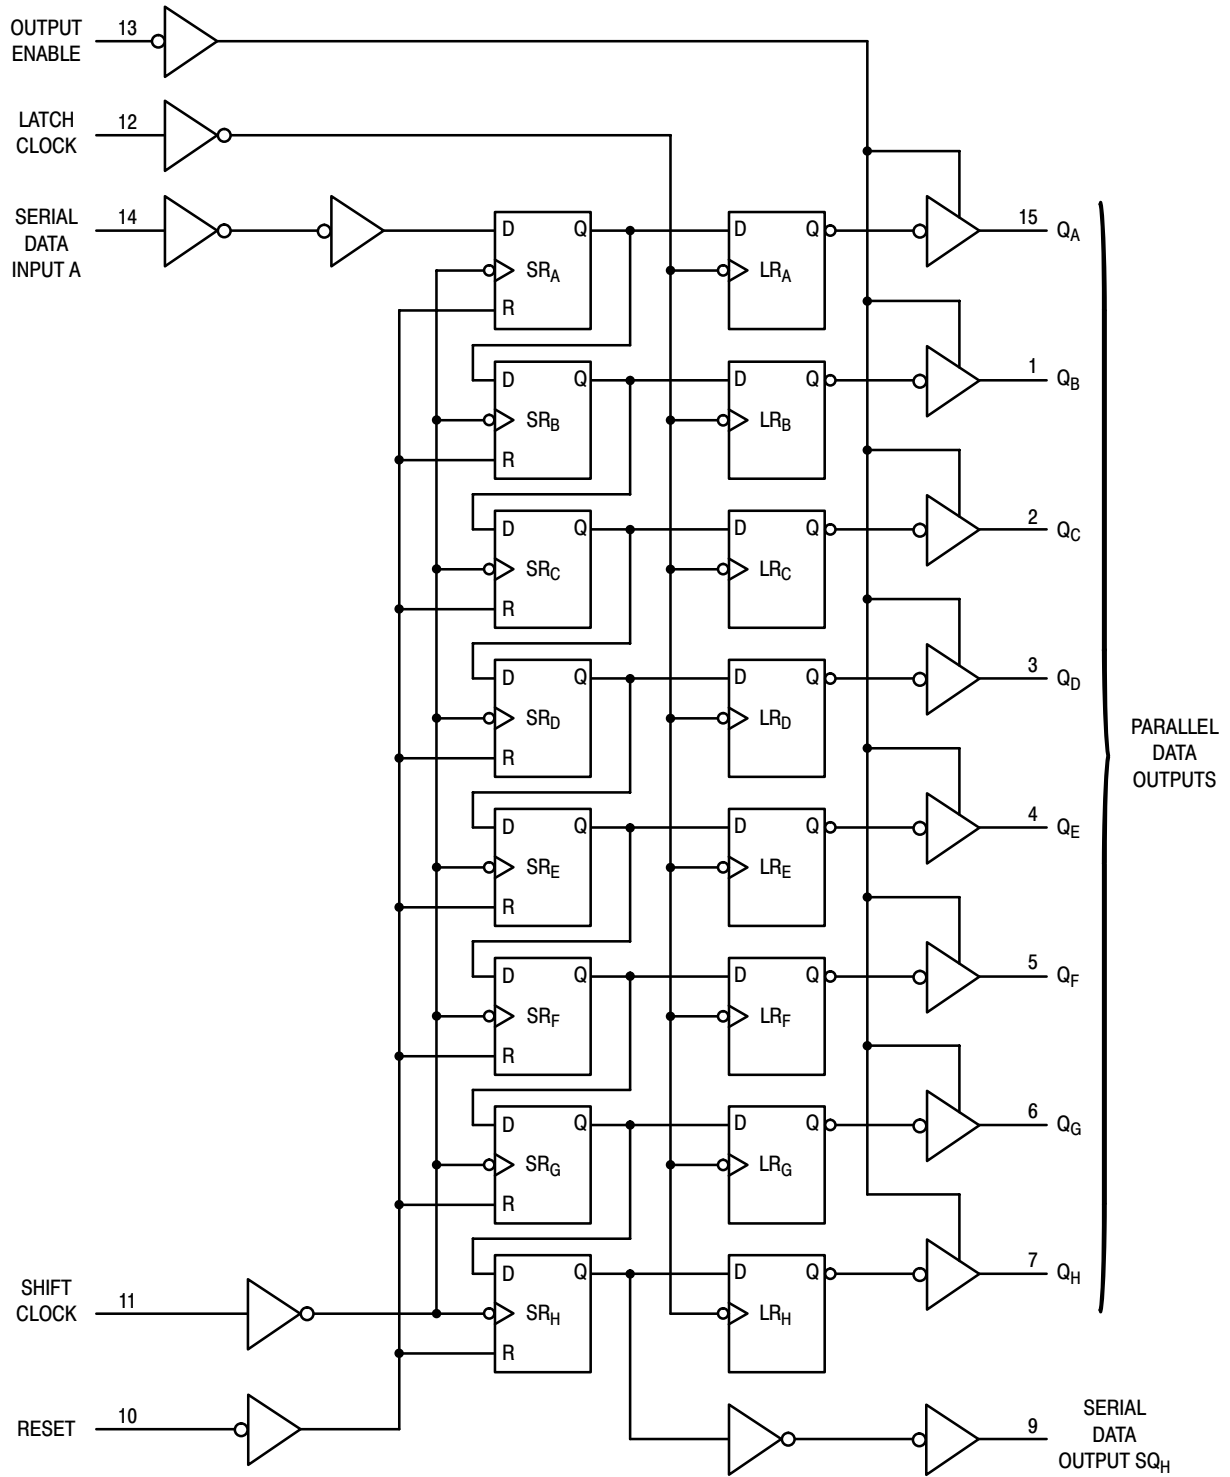 OUTPUT
ENABLE
13
LATCH
CLOCK
12
SERIAL
DATA
INPUT A
14
D Q
SRA
R
D Q
LRA
15
QA
D Q
SRB
R
D Q
LRB
1
QB
D Q
SRC
R
D Q
LRC
2
QC
D Q
SRD
R
D Q
LRD
3
QD
PARALLEL
DATA
OUTPUTS
D Q
SRE
R
D Q
LRE
4
QE
D Q
SRF
R
D Q
LRF
5
QF
D Q
SRG
R
D Q
LRG
6
QG
SHIFT
CLOCK
11
D Q
SRH
R
D Q
LRH
7
QH
RESET
10
9
SERIAL
DATA
OUTPUT SQH